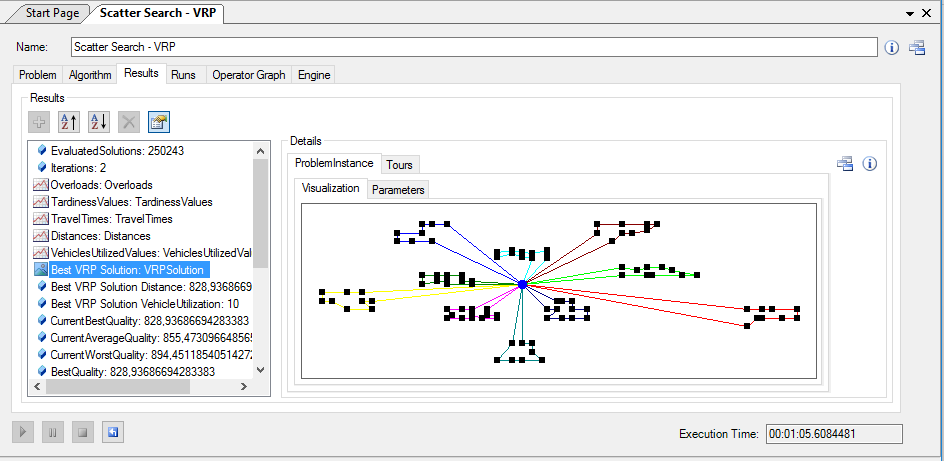 Start Page
Scatter Search - VRP
Name:
Scatter Search - VRP
Problem
Algorithm
Results
Runs
Operator Graph
Engine
Results
Details
EvaluatedSolutions: 250243
Iterations: 2
Overloads: Overloads
TardinessValues: TardinessValues
TravelTimes: TravelTimes
Distances: Distances
VehiclesUtilizedValues: VehiclesUtilizedVal
Best VRP Solution: VRPSolution
Best VRP Solution Distance: 828,9368669
Best VRP Solution VehicleUtilization: 10
CurrentBestQuality: 828,93686694283383
CurrentAverageQuality: 855,47309664856
CurrentWorstQuality: 894,45118540514272
BestQuality: 828,93686694283383
ProblemInstance
Tours
Visualization
Parameters
Execution Time:
00:01:05.6084481